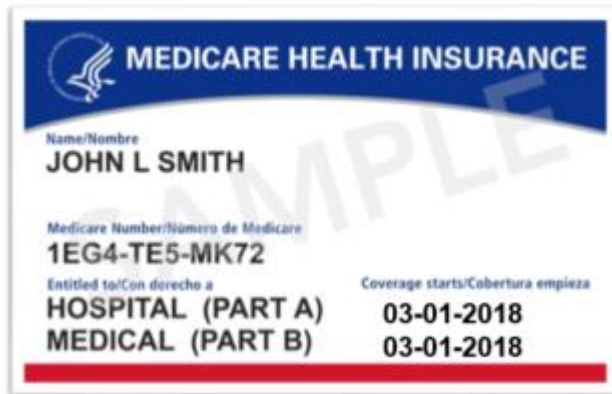 MEDICARE HEALTH INSURANCE
Name/Nombre
JOHN L SMITH
Medicare Number/Número de Medicare
1EG4-TE5-MK72
Entitled to/Con derecho a
Coverage starts/Cobertura empieza
HOSPITAL (PART A) 03-01-2018
MEDICAL (PART B) 03-01-2018
SAMPLE